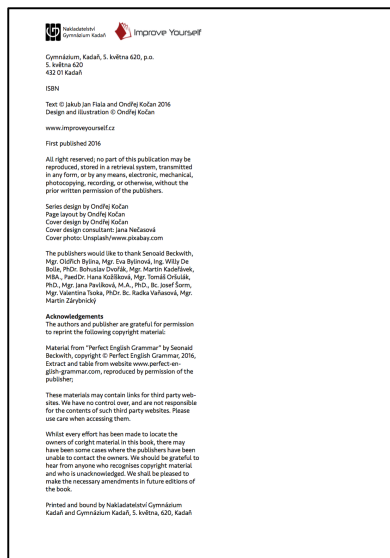 Nakladatelství
Gymnázium Kadaň
Improve Yourself
Gymnázium, Kadaň, 5. května 620, p.o.
5. května 620
432 01 Kadaň
ISBN
Text © Jakub Jan Fiala and Ondřej Kočan 2016
Design and illustration © Ondřej Kočan
www.improveyourself.cz
First published 2016
All right reserved; no part of this publication may be
reproduced, stored in a retrieval system, transmitted
in any form, or by any means, electronic, mechanical,
photocopying, recording, or otherwise, without the
prior written permission of the publishers.
Series design by Ondřej Kočan
Page layout by Ondřej Kočan
Cover design by Ondřej Kočan
Cover design consultant: Jana Nečasová
Cover photo: Unsplash/www.pixabay.com
The publishers would like to thank Senoaid Beckwith,
Mgr. Oldřich Bylina, Mgr. Eva Bylinová, Ing. Willy De
Bolle, PhDr. Bohuslav Dvořák, Mgr. Martin Kadeřávek,
MBA., PaedDr. Hana Kožíšková, Mgr. Tomáš Oršulák,
PhD., Mgr. Jana Pavlíková, M.A., PhD., Bc. Josef Šorm,
Mgr. Valentina Tsoka, PhDr. Bc. Radka Vaňasová, Mgr.
Martin Zárybnický
Acknowledgements
The authors and publisher are grateful for permission
to reprint the following copyright material:
Material from "Perfect English Grammar" by Seonaid
Beckwith, copyright © Perfect English Grammar, 2016,
Extract and table from website www.perfect-en-
glish-grammar.com, reproduced by permission of the
publisher;
These materials may contain links for third party web-
sites. We have no control over, and are not responsible
for the contents of such third party websites. Please
use care when accessing them.
Whilst every effort has been made to locate the
owners of coright material in this book, there may
have been some cases where the publishers have been
unable to contact the owners. We should be grateful to
hear from anyone who recognises copyright material
and who is unacknowledged. We shall be pleased to
make the necessary amendments in future editions of
the book.
Printed and bound by Nakladatelství Gymnázium
Kadaň and Gymnázium Kadaň, 5. května, 620, Kadaň